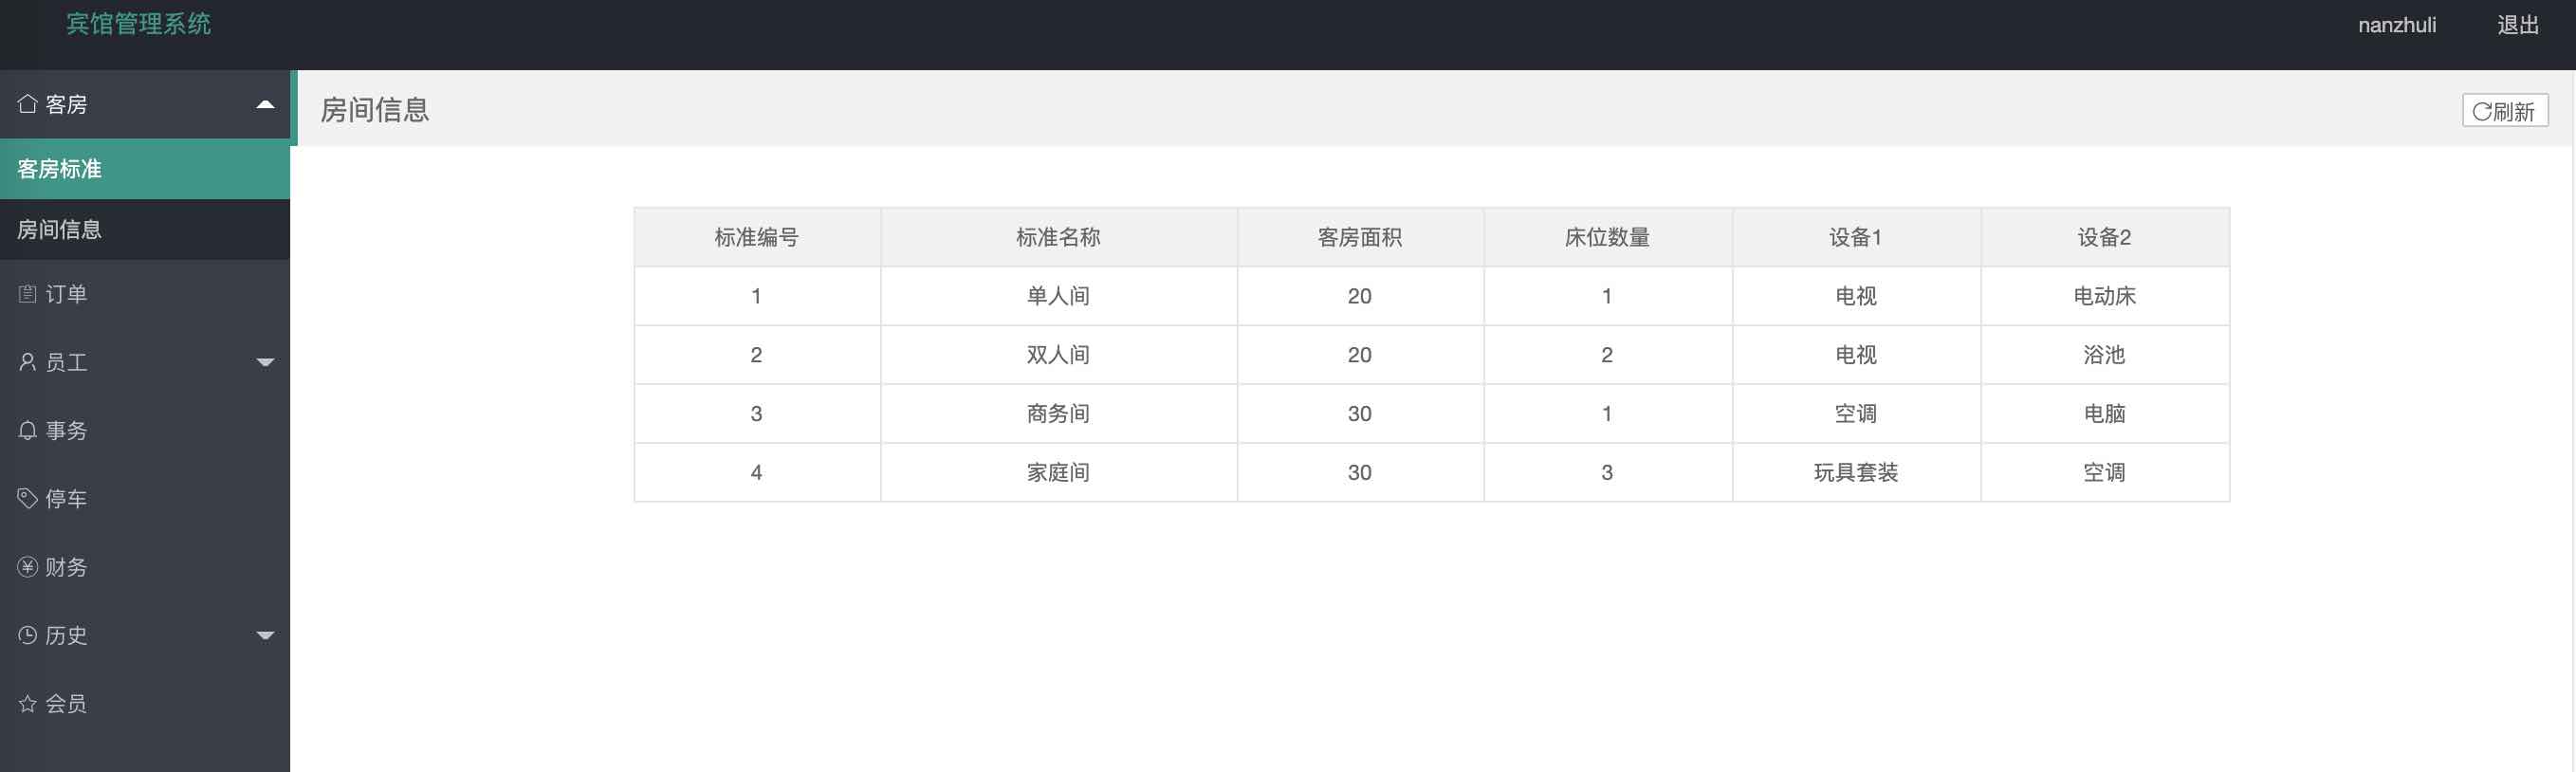 宾馆管理系统
nanzhuli 退出
客房
客房标准
房间信息
订单
员工
事务
停车
财务
历史
会员
房间信息
刷新
标准编号 标准名称 客房面积 床位数量 设备1 设备2
1 单人间 20 1 电视 电动床
2 双人间 20 2 电视 浴池
3 商务间 30 1 空调 电脑
4 家庭间 30 3 玩具套装 空调